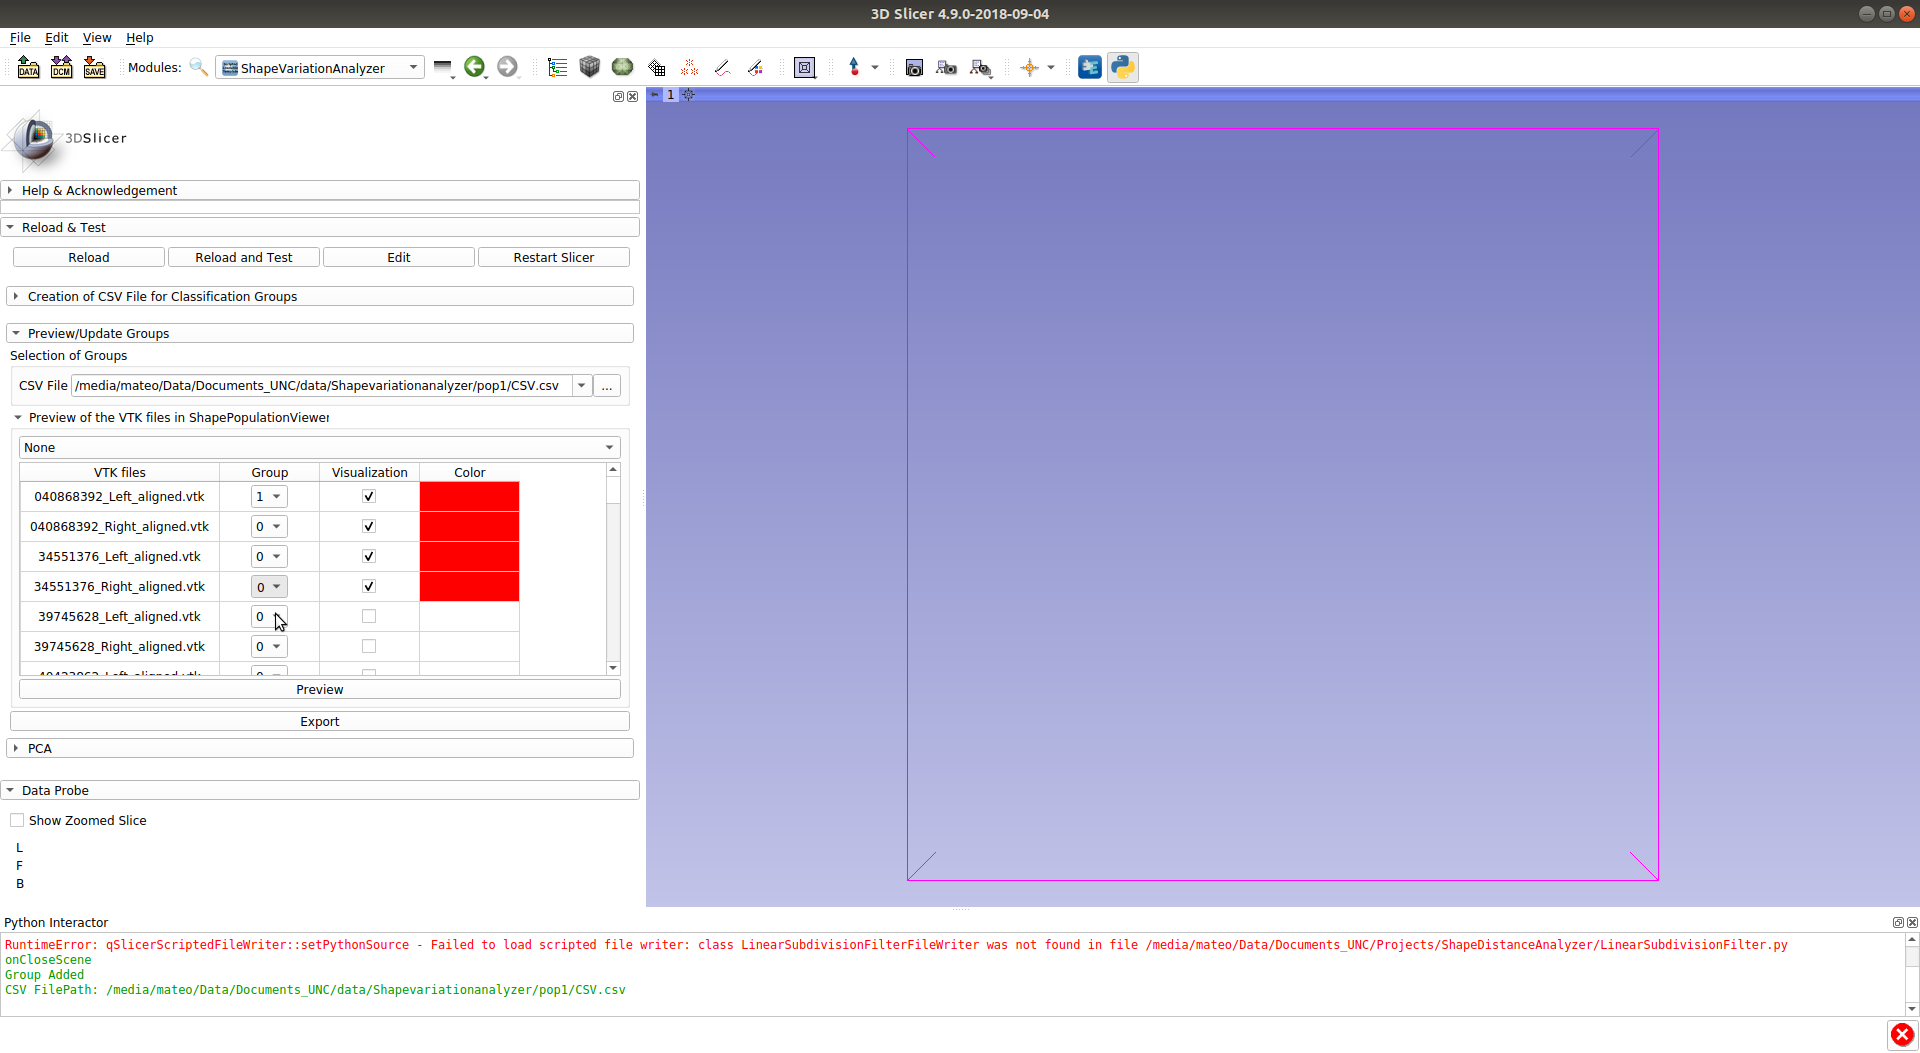 3D Slicer 4.9.0-2018-09-04
File Edit View Help
DATA DCM SAVE Modules: ShapeVariationAnalyzer
1
3DSlicer
Help & Acknowledgement
Reload & Test
Reload Reload and Test Edit Restart Slicer
Creation of CSV File for Classification Groups
Preview/Update Groups
Selection of Groups
CSV File /media/mateo/Data/Documents_UNC/data/Shapevariationanalyzer/pop1/CSV.csv ...
Preview of the VTK files in ShapePopulationViewer
None
VTK files Group Visualization Color
040868392_Left_aligned.vtk 1
040868392_Right_aligned.vtk 0
34551376_Left_aligned.vtk 0
34551376_Right_aligned.vtk 0
39745628_Left_aligned.vtk 0
39745628_Right_aligned.vtk 0
Preview
Export
PCA
Data Probe
Show Zoomed Slice
L
F
B
Python Interactor
RuntimeError: qSlicerScriptedFileWriter::setPythonSource - Failed to load scripted file writer: class LinearSubdivisionFilterFileWriter was not found in file /media/mateo/Data/Documents_UNC/Projects/ShapeDistanceAnalyzer/LinearSubdivisionFilter.py
onCloseScene
Group Added
CSV FilePath: /media/mateo/Data/Documents_UNC/data/Shapevariationanalyzer/pop1/CSV.csv